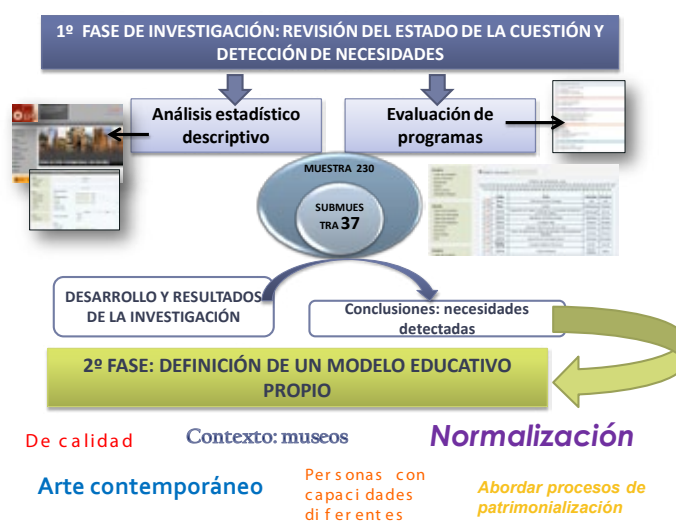 1º FASE DE INVESTIGACIÓN: REVISIÓN DEL ESTADO DE LA CUESTIÓN Y
DETECCIÓN DE NECESIDADES
Análisis estadístico
descriptivo
Evaluación de
programas
MUESTRA 230
SUBMUES
TRA 37
DESARROLLO Y RESULTADOS
DE LA INVESTIGACIÓN
Conclusiones: necesidades
detectadas
2º FASE: DEFINICIÓN DE UN MODELO EDUCATIVO
PROPIO
De calidad
Contexto: museos
Normalización
Arte contemporáneo
Personas con
capacidades
diferentes
Abordar procesos de
patrimonialización